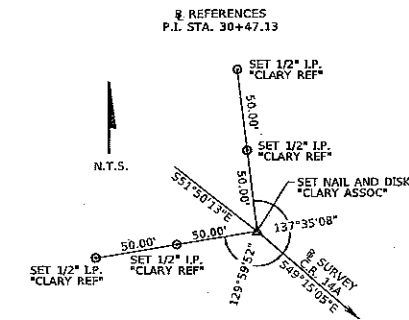 ℞ REFERENCES
P.I. STA. 30+47.13
SET 1/2" I.P.
"CLARY REF"
50.00'
N.T.S.
SET 1/2" I.P.
"CLARY REF"
50.00'
SET NAIL AND DISK
"CLARY ASSOC"
S51°50'13"E
137°35'08"
50.00'
50.00'
SET 1/2" I.P.
"CLARY REF"
SET 1/2" I.P.
"CLARY REF"
129°59'52"
℞ SURVEY
C.R. 14A
S49°15'05"E